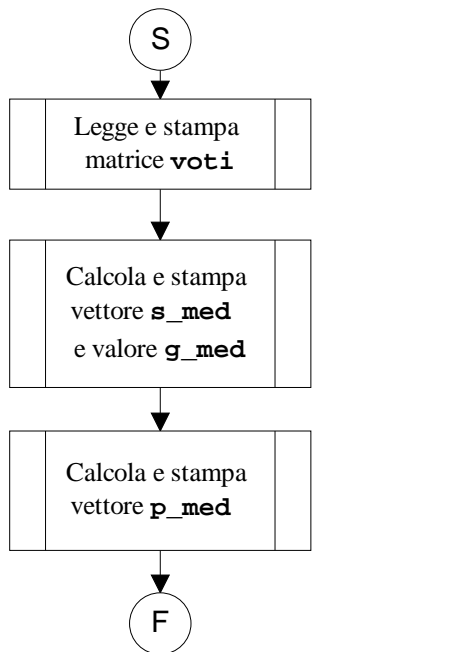 S
Legge e stampa
matrice voti
Calcola e stampa
vettore s_med
e valore g_med
Calcola e stampa
vettore p_med
F